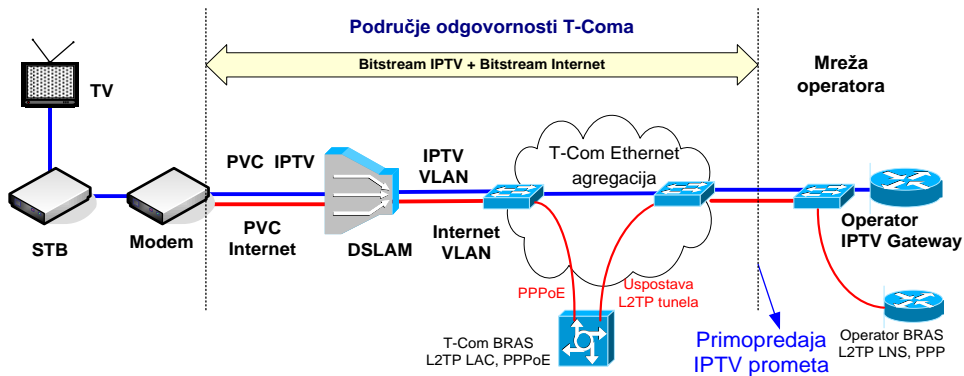 Područje odgovornosti T-Coma
Bitstream IPTV + Bitstream Internet
Mreža
operatora
TV
PVC IPTV
IPTV
VLAN
T-Com Ethernet
agregacija
STB
Modem
PVC
Internet
DSLAM
Internet
VLAN
Operator
IPTV Gateway
PPPoE
Uspostava
L2TP tunela
T-Com BRAS
L2TP LAC, PPPoE
Primopredaja
IPTV prometa
Operator BRAS
L2TP LNS, PPP